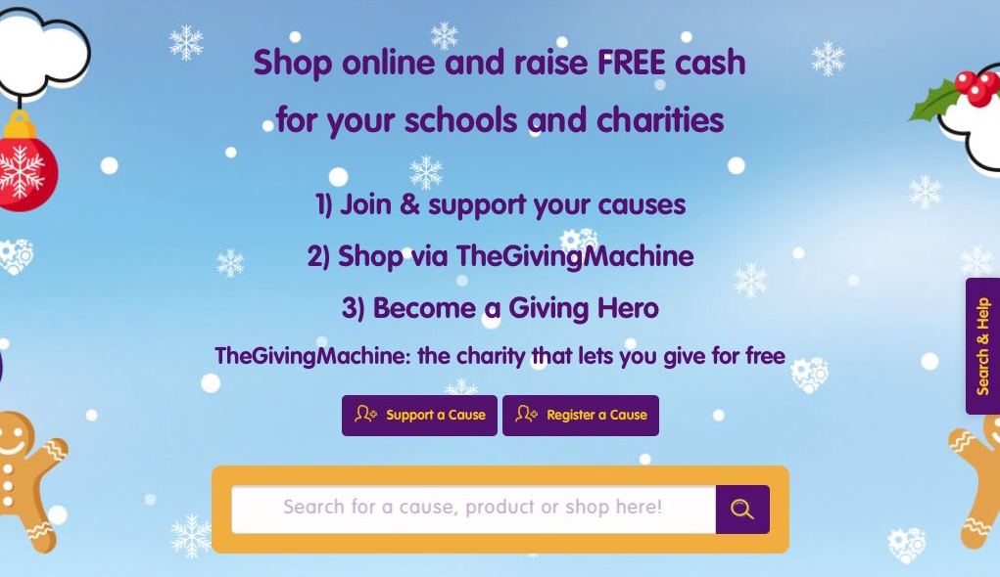 Shop online and raise FREE cash
for your schools and charities
1) Join & support your causes
2) Shop via TheGivingMachine
3) Become a Giving Hero
TheGivingMachine: the charity that lets you give for free
Support a Cause
Register a Cause
Search for a cause, product or shop here!
Search & Help